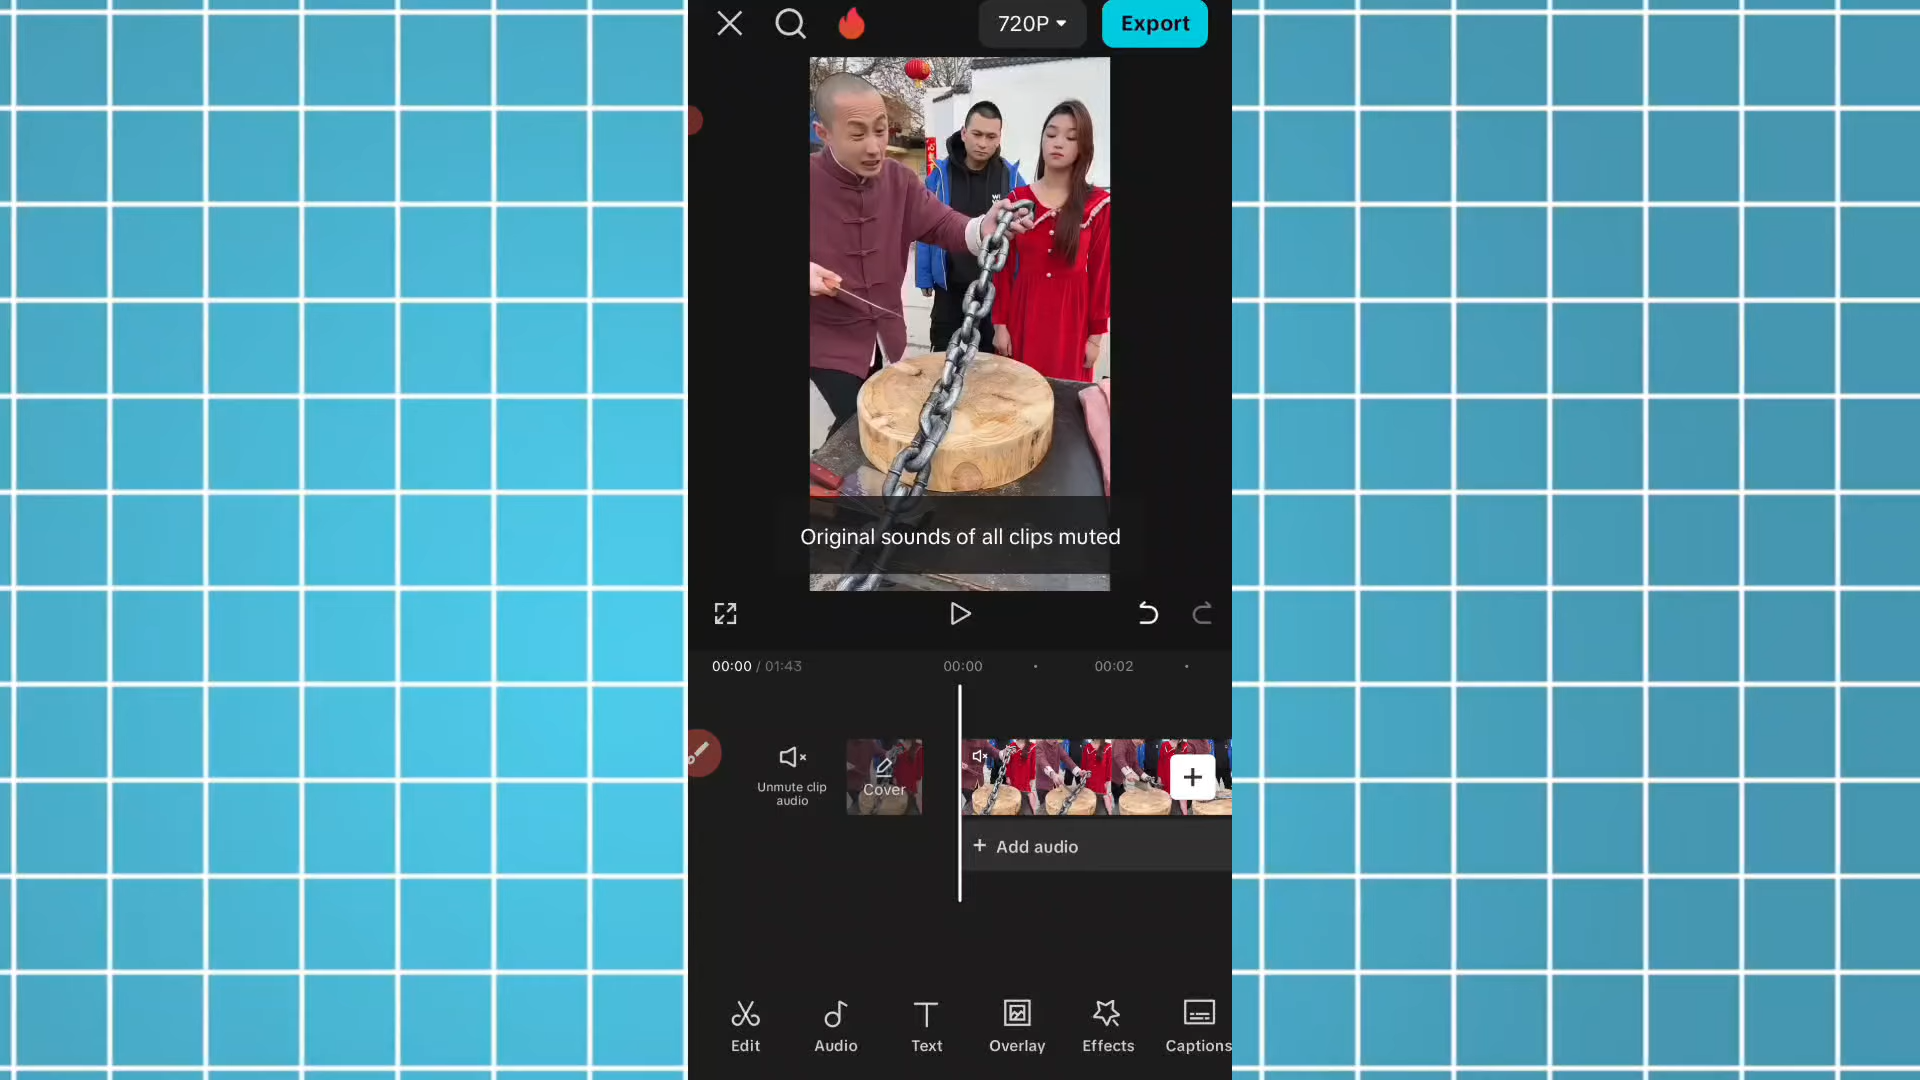 720P
Export
Original sounds of all clips muted
00:00 / 01:43
00:00
00:02
Unmute clip
audio
Cover
+ Add audio
Edit
Audio
Text
Overlay
Effects
Captions